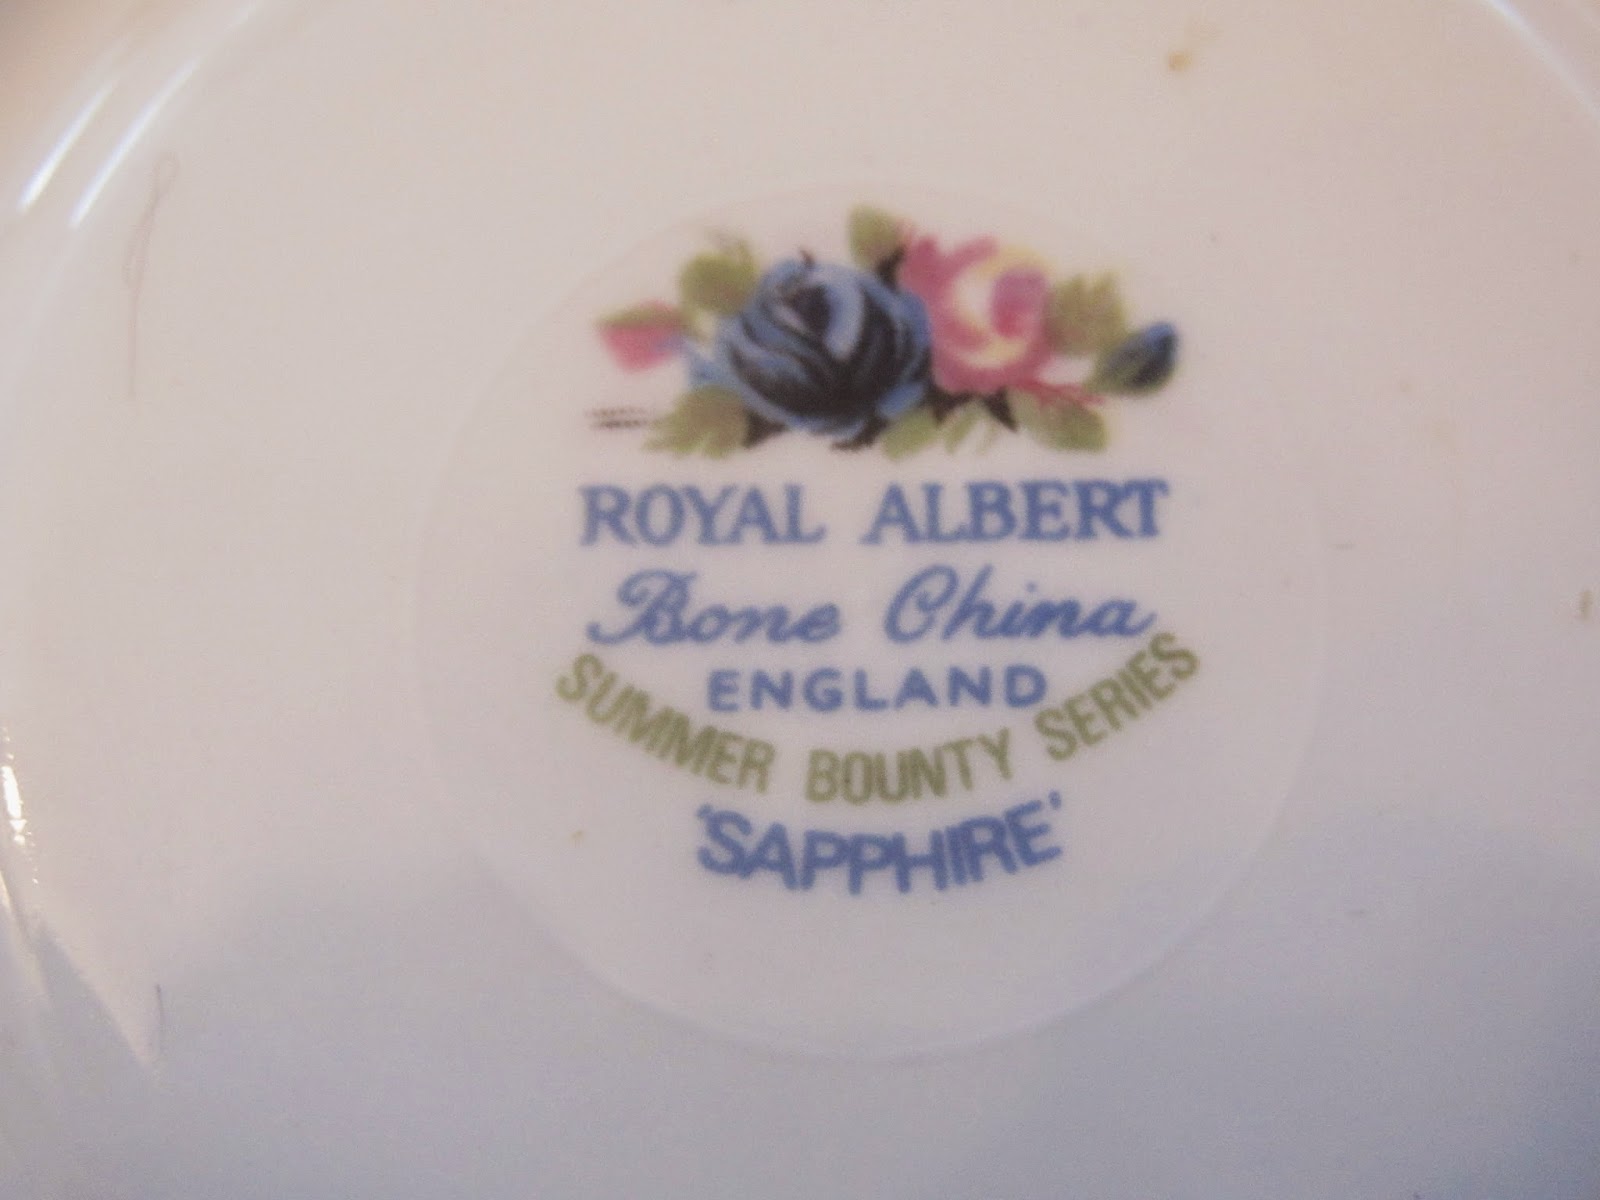 ROYAL ALBERT
Bone China
ENGLAND
SUMMER BOUNTY SERIES
'SAPPHIRE'